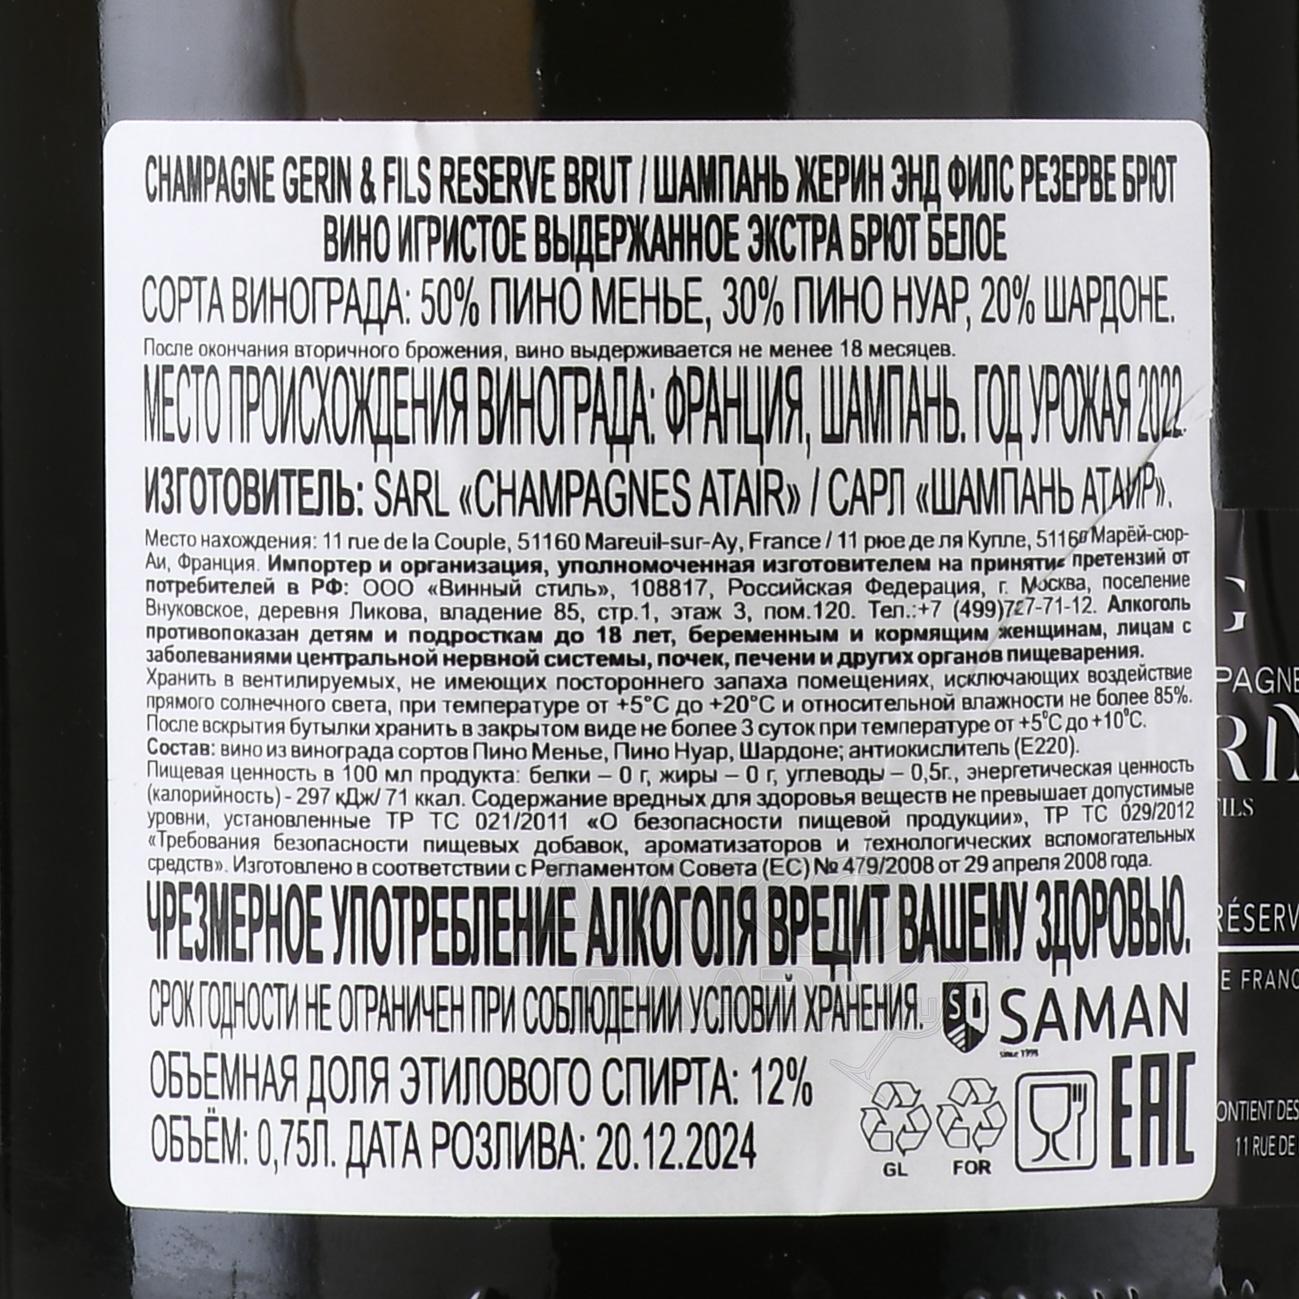 CHAMPAGNE GERIN & FILS RESERVE BRUT / ШАМПАНЬ ЖЕРИН ЭНД ФИЛС РЕЗЕРВЕ БРЮТ
ВИНО ИГРИСТОЕ ВЫДЕРЖАННОЕ ЭКСТРА БРЮТ БЕЛОЕ
СОРТА ВИНОГРАДА: 50% ПИНО МЕНЬЕ, 30% ПИНО НУАР, 20% ШАРДОНЕ.
После окончания вторичного брожения, вино выдерживается не менее 18 месяцев.
МЕСТО ПРОИСХОЖДЕНИЯ ВИНОГРАДА: ФРАНЦИЯ, ШАМПАНЬ. ГОД УРОЖАЯ 2022.
ИЗГОТОВИТЕЛЬ: SARL «CHAMPAGNES ATAIR» / САРЛ «ШАМПАНЬ АТАИР».
Место нахождения: 11 rue de la Couple, 51160 Mareuil-sur-Ay, France / 11 рюе де ля Купле, 51160 Марёй-сюр-
Аи, Франция. Импортер и организация, уполномоченная изготовителем на принятие претензий от
потребителей в РФ: ООО «Винный стиль», 108817, Российская Федерация, г. Москва, поселение
Внуковское, деревня Ликова, владение 85, стр.1, этаж 3, пом.120. Тел.:+7 (499)727-71-12. Алкоголь
противопоказан детям и подросткам до 18 лет, беременным и кормящим женщинам, лицам с
заболеваниями центральной нервной системы, почек, печени и других органов пищеварения.
Хранить в вентилируемых, не имеющих постороннего запаха помещениях, исключающих воздействие
прямого солнечного света, при температуре от +5°С до +20°С и относительной влажности не более 85%.
После вскрытия бутылки хранить в закрытом виде не более 3 суток при температуре от +5°С до +10°С.
Состав: вино из винограда сортов Пино Менье, Пино Нуар, Шардоне; антиокислитель (Е220).
Пищевая ценность в 100 мл продукта: белки – 0 г, жиры – 0 г, углеводы – 0,5г., энергетическая ценность
(калорийность) - 297 кДж/ 71 ккал. Содержание вредных для здоровья веществ не превышает допустимые
уровни, установленные ТР ТС 021/2011 «О безопасности пищевой продукции», ТР ТС 029/2012
«Требования безопасности пищевых добавок, ароматизаторов и технологических вспомогательных
средств». Изготовлено в соответствии с Регламентом Совета (ЕС) № 479/2008 от 29 апреля 2008 года.
ЧРЕЗМЕРНОЕ УПОТРЕБЛЕНИЕ АЛКОГОЛЯ ВРЕДИТ ВАШЕМУ ЗДОРОВЬЮ.
СРОК ГОДНОСТИ НЕ ОГРАНИЧЕН ПРИ СОБЛЮДЕНИИ УСЛОВИЙ ХРАНЕНИЯ.
SAMAN
since 1998
ОБЪЕМНАЯ ДОЛЯ ЭТИЛОВОГО СПИРТА: 12%
ОБЪЁМ: 0,75Л. ДАТА РОЗЛИВА: 20.12.2024
GL FOR EAC
G
PAGNE
RIN
FILS
RÉSERV
E FRANC
ONTIENT DES
11 RUE DE